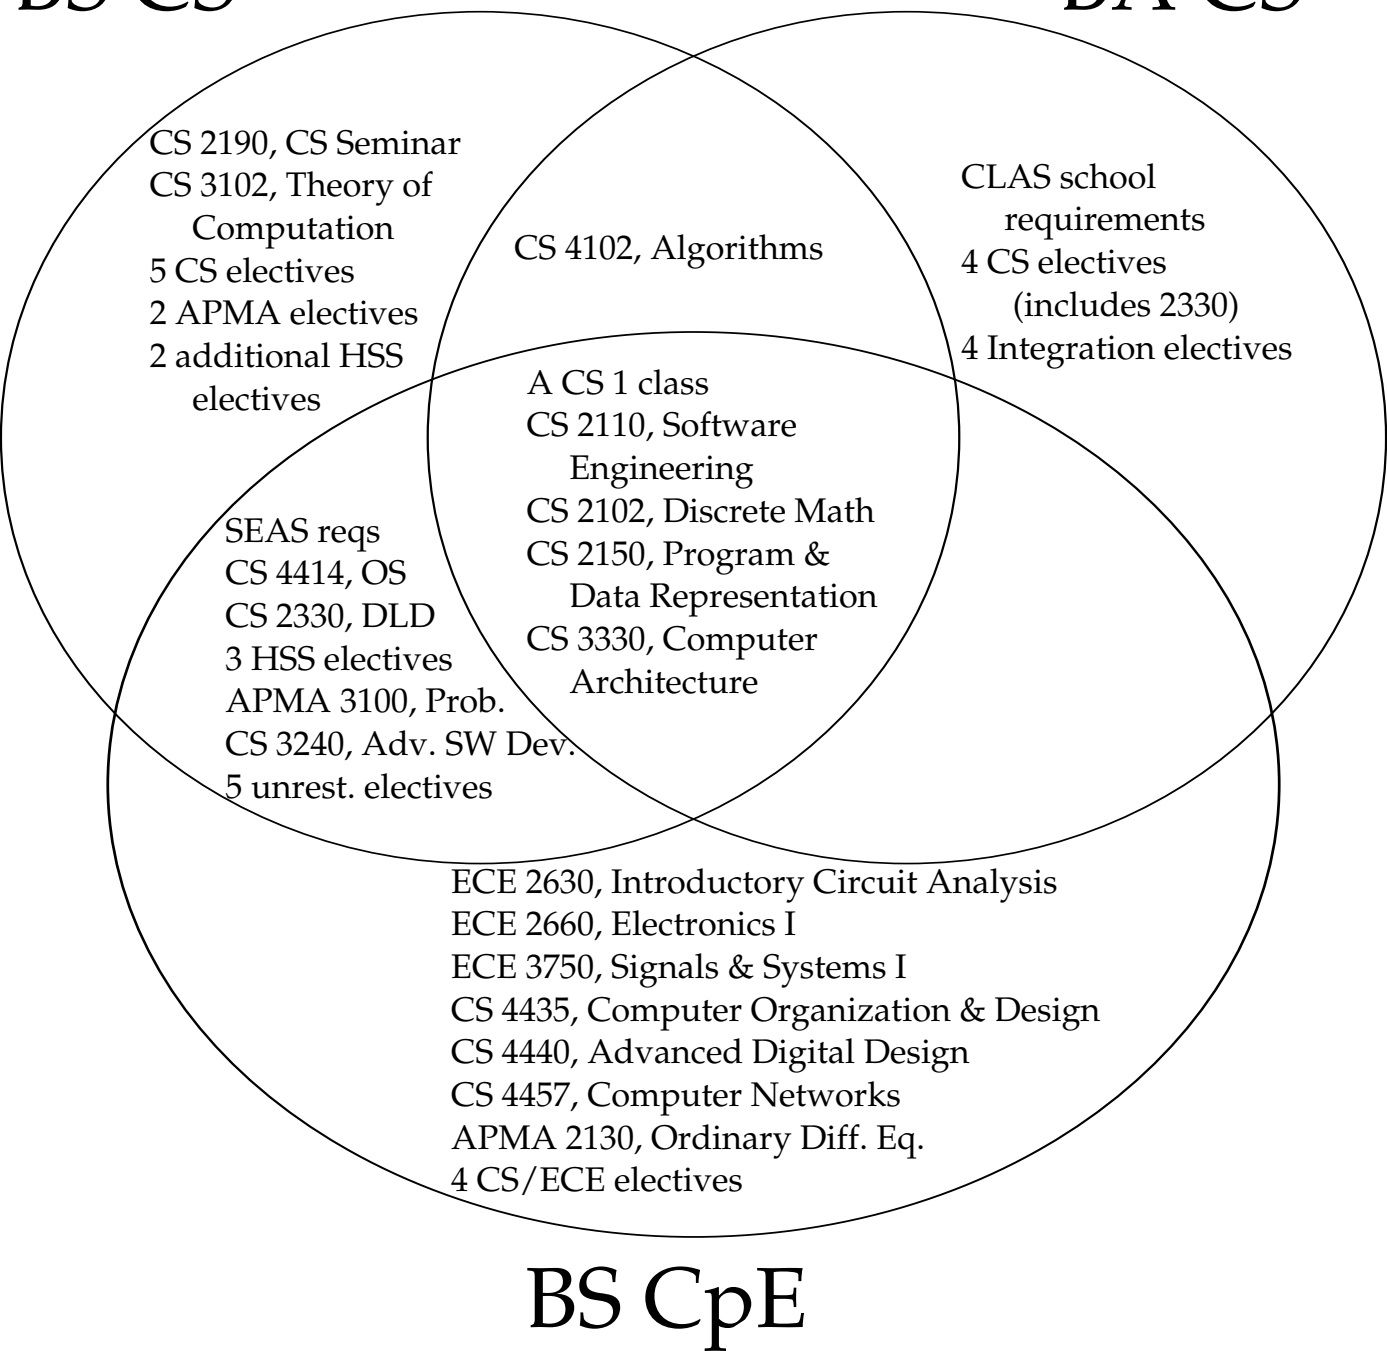 BS CS
BA CS
CS 2190, CS Seminar
CS 3102, Theory of
Computation
5 CS electives
2 APMA electives
2 additional HSS
electives
CS 4102, Algorithms
CLAS school
requirements
4 CS electives
(includes 2330)
4 Integration electives
A CS 1 class
CS 2110, Software
Engineering
CS 2102, Discrete Math
CS 2150, Program &
Data Representation
CS 3330, Computer
Architecture
SEAS reqs
CS 4414, OS
CS 2330, DLD
3 HSS electives
APMA 3100, Prob.
CS 3240, Adv. SW Dev.
5 unrest. electives
ECE 2630, Introductory Circuit Analysis
ECE 2660, Electronics I
ECE 3750, Signals & Systems I
CS 4435, Computer Organization & Design
CS 4440, Advanced Digital Design
CS 4457, Computer Networks
APMA 2130, Ordinary Diff. Eq.
4 CS/ECE electives
BS CpE